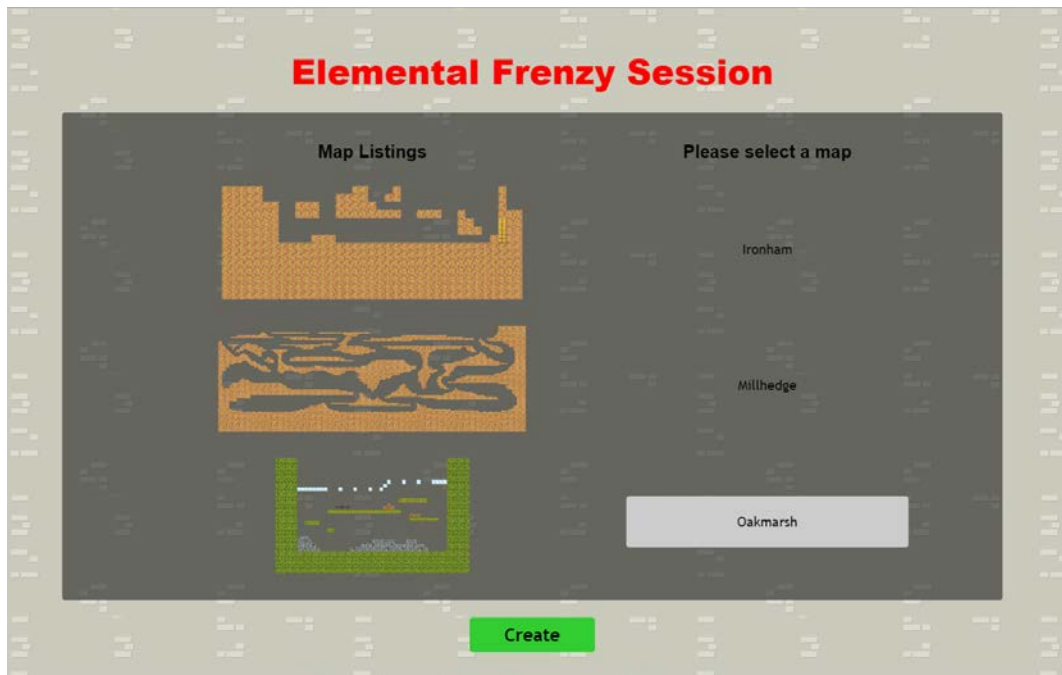 Elemental Frenzy Session
Map Listings
Please select a map
Ironham
Millhedge
Oakmarsh
Create